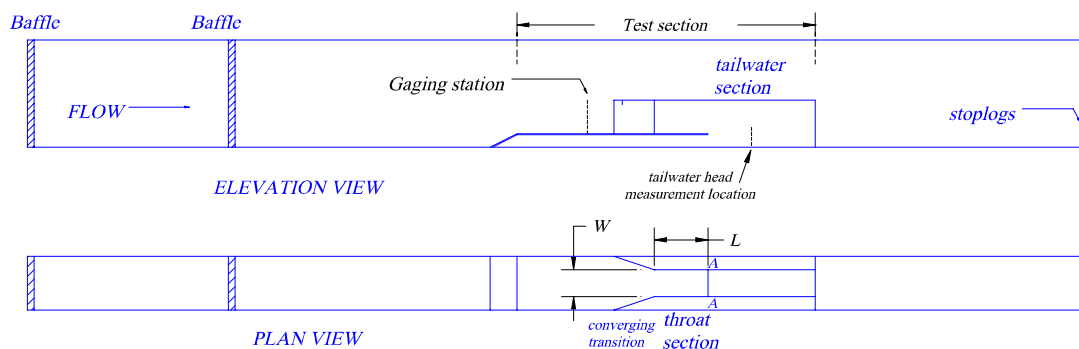 Baffle
Baffle
Test section
Gaging station
tailwater
section
FLOW
stoplogs
tailwater head
measurement location
ELEVATION VIEW
W
L
A
A
converging
transition
throat
section
PLAN VIEW